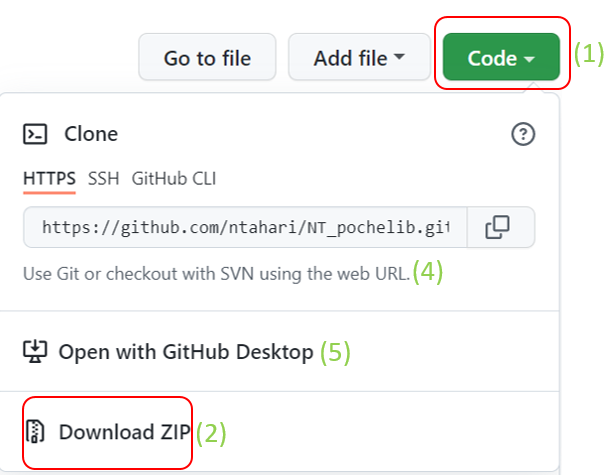 Go to file Add file Code (1)
Clone
HTTPS SSH GitHub CLI
https://github.com/ntahari/NT_pochelib.git
Use Git or checkout with SVN using the web URL. (4)
Open with GitHub Desktop (5)
Download ZIP (2)